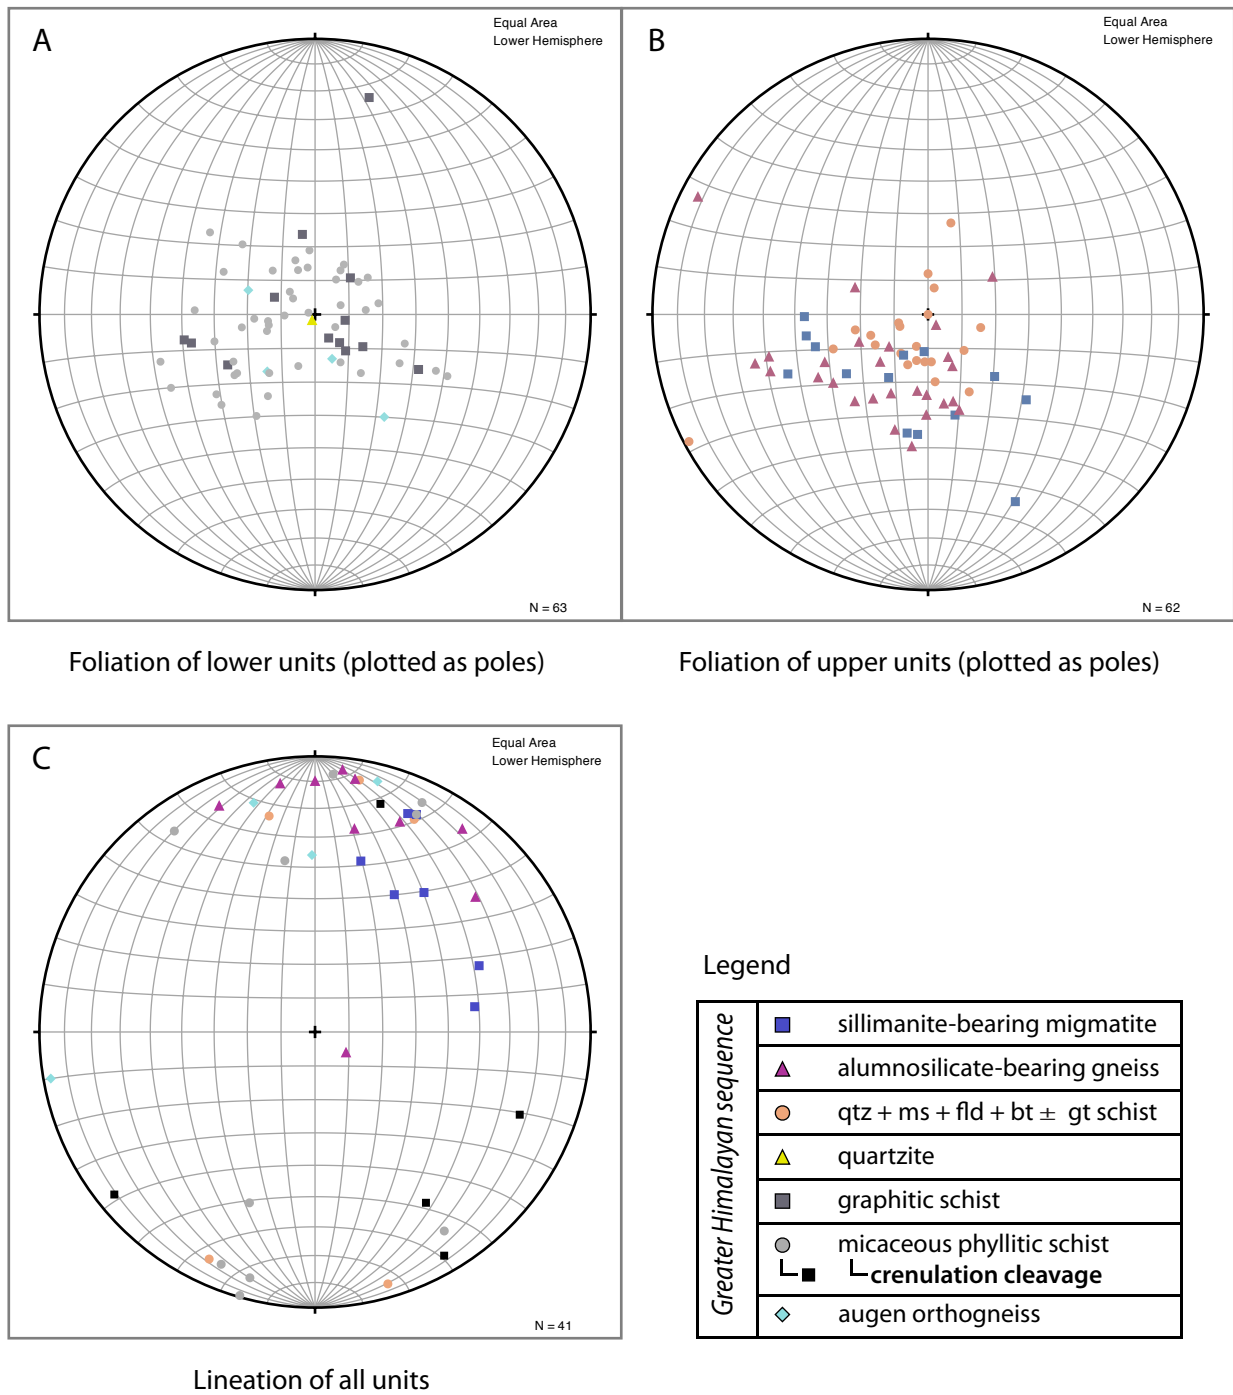 A
Equal Area
Lower Hemisphere
N = 63
B
Equal Area
Lower Hemisphere
N = 62
Foliation of lower units (plotted as poles)
Foliation of upper units (plotted as poles)
C
Equal Area
Lower Hemisphere
N = 41
Lineation of all units
Legend
Greater Himalayan sequence
sillimanite-bearing migmatite
alumnosilicate-bearing gneiss
qtz + ms + fld + bt ± gt schist
quartzite
graphitic schist
micaceous phyllitic schist
crenulation cleavage
augen orthogneiss